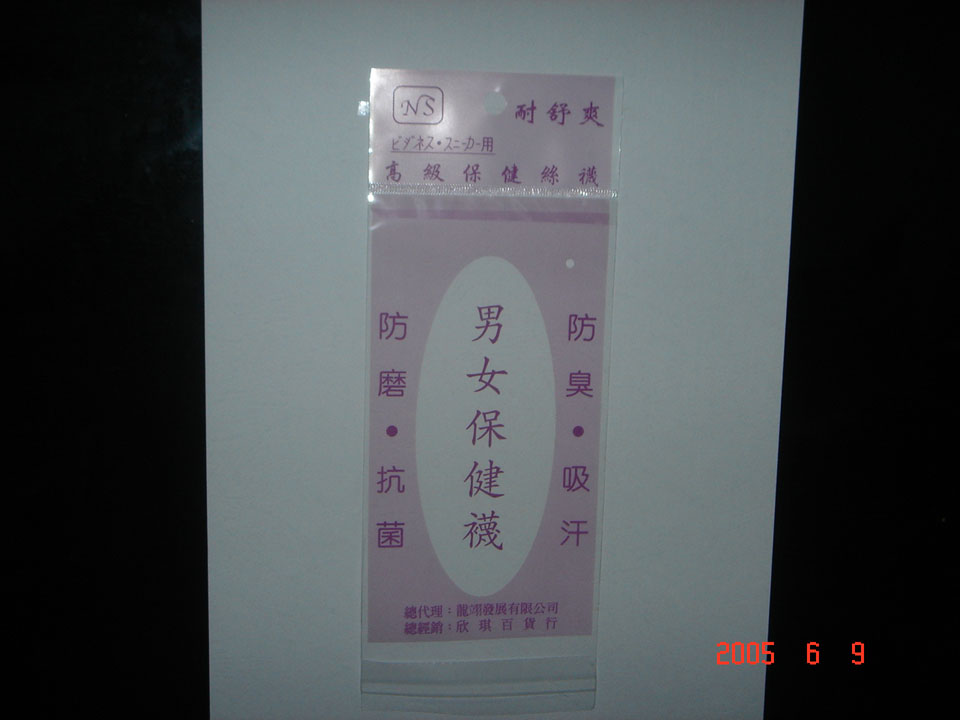 NS
耐舒爽
ビジネス・スニーカー用
高級保健絲襪
防磨・抗菌
男女保健襪
防臭・吸汗
總代理：龍翊發展有限公司
總經銷：欣琪百貨行
2005 6 9